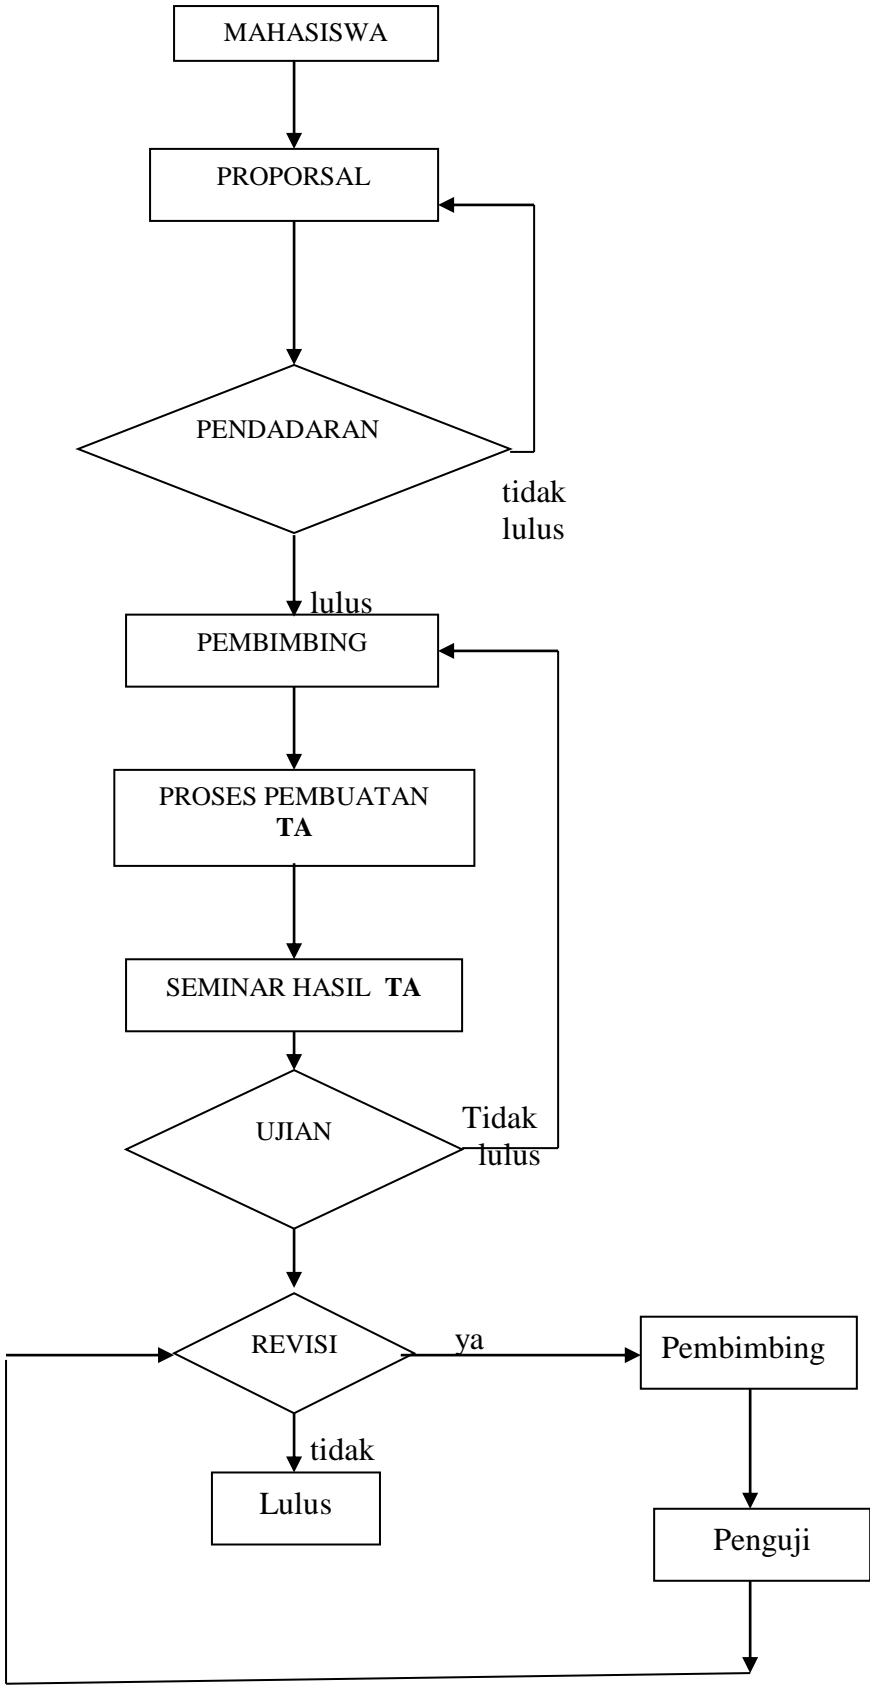 MAHASISWA
PROPORSAL
PENDADARAN
tidak
lulus
lulus
PEMBIMBING
PROSES PEMBUATAN
TA
SEMINAR HASIL TA
UJIAN
Tidak
lulus
REVISI
ya
Pembimbing
tidak
Lulus
Penguji